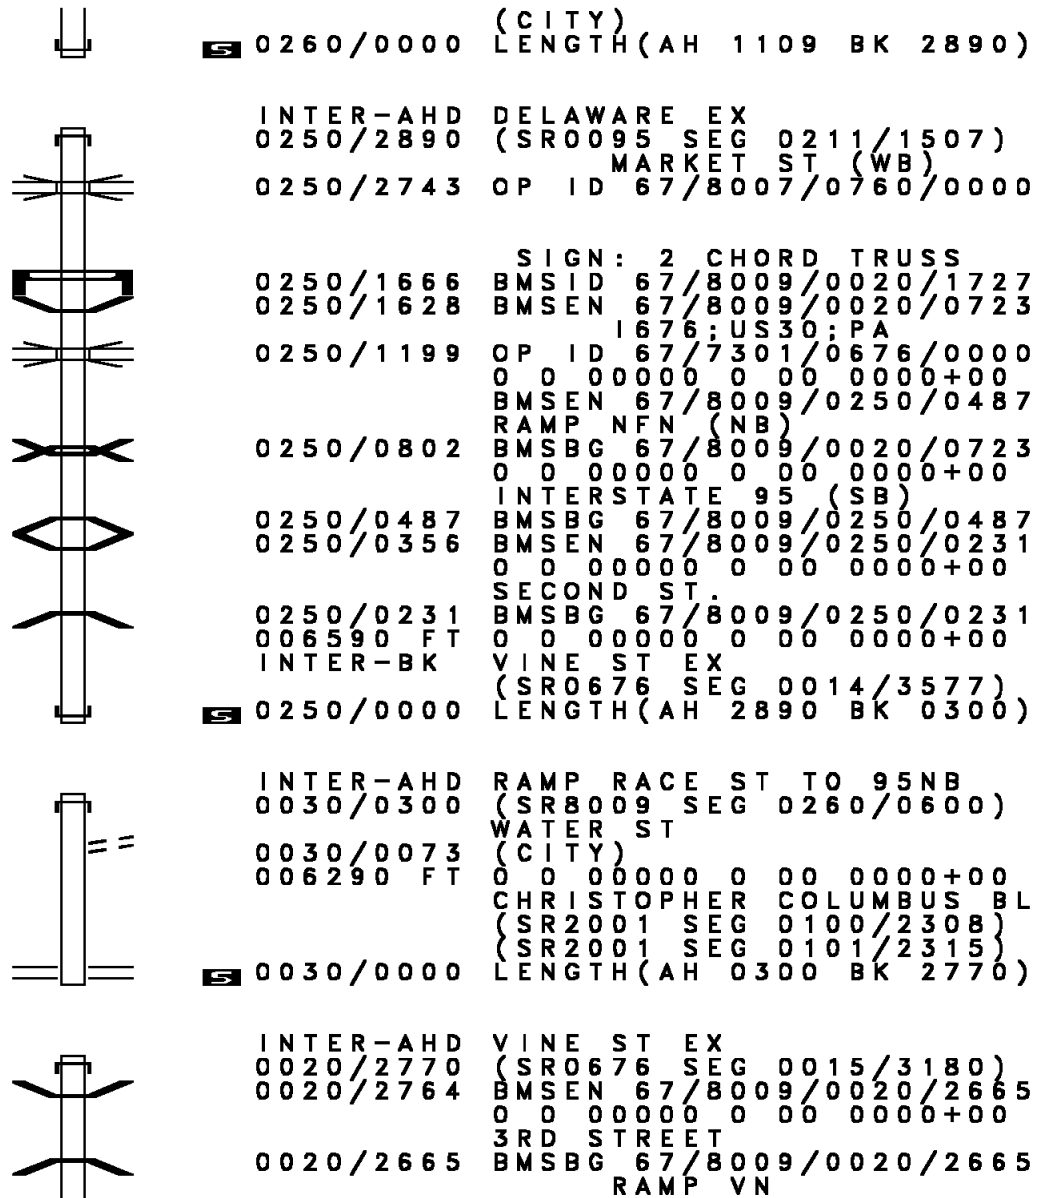 (CITY)
S 0260/0000 LENGTH(AH 1109 BK 2890)
INTER-AHD DELAWARE EX
0250/2890 (SR0095 SEG 0211/1507)
MARKET ST (WB)
0250/2743 OP ID 67/8007/0760/0000
SIGN: 2 CHORD TRUSS
0250/1666 BMSID 67/8009/0020/1727
0250/1628 BMSEN 67/8009/0020/0723
I676;US30;PA
0250/1199 OP ID 67/7301/0676/0000
0 0 00000 0 00 0000+00
BMSEN 67/8009/0250/0487
RAMP NFN (NB)
0250/0802 BMSBG 67/8009/0020/0723
0 0 00000 0 00 0000+00
INTERSTATE 95 (SB)
0250/0487 BMSBG 67/8009/0250/0487
0250/0356 BMSEN 67/8009/0250/0231
0 0 00000 0 00 0000+00
SECOND ST.
0250/0231 BMSBG 67/8009/0250/0231
006590 FT 0 0 00000 0 00 0000+00
INTER-BK VINE ST EX
(SR0676 SEG 0014/3577)
S 0250/0000 LENGTH(AH 2890 BK 0300)
INTER-AHD RAMP RACE ST TO 95NB
0030/0300 (SR8009 SEG 0260/0600)
WATER ST
0030/0073 (CITY)
006290 FT 0 0 00000 0 00 0000+00
CHRISTOPHER COLUMBUS BL
(SR2001 SEG 0100/2308)
(SR2001 SEG 0101/2315)
S 0030/0000 LENGTH(AH 0300 BK 2770)
INTER-AHD VINE ST EX
0020/2770 (SR0676 SEG 0015/3180)
0020/2764 BMSEN 67/8009/0020/2665
0 0 00000 0 00 0000+00
3RD STREET
0020/2665 BMSBG 67/8009/0020/2665
RAMP VN